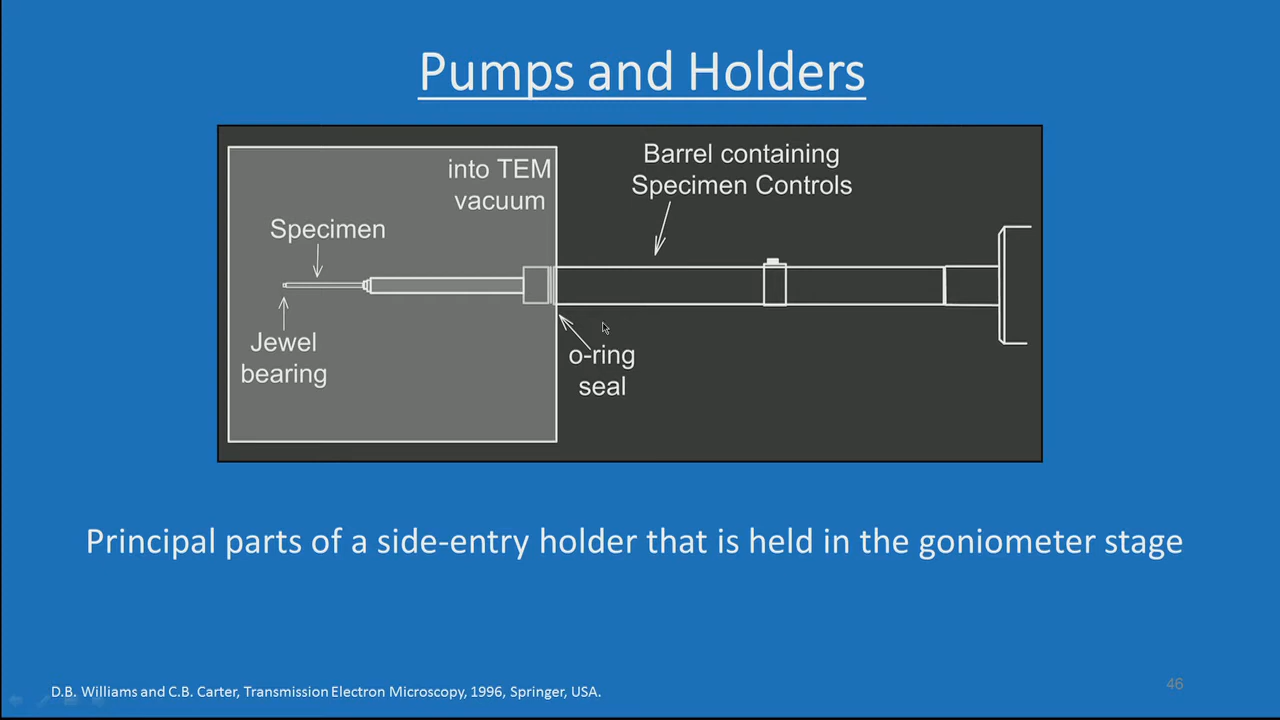 Pumps and Holders
into TEM
vacuum
Barrel containing
Specimen Controls
Specimen
Jewel
bearing
o-ring
seal
Principal parts of a side-entry holder that is held in the goniometer stage
D.B. Williams and C.B. Carter, Transmission Electron Microscopy, 1996, Springer, USA.
46